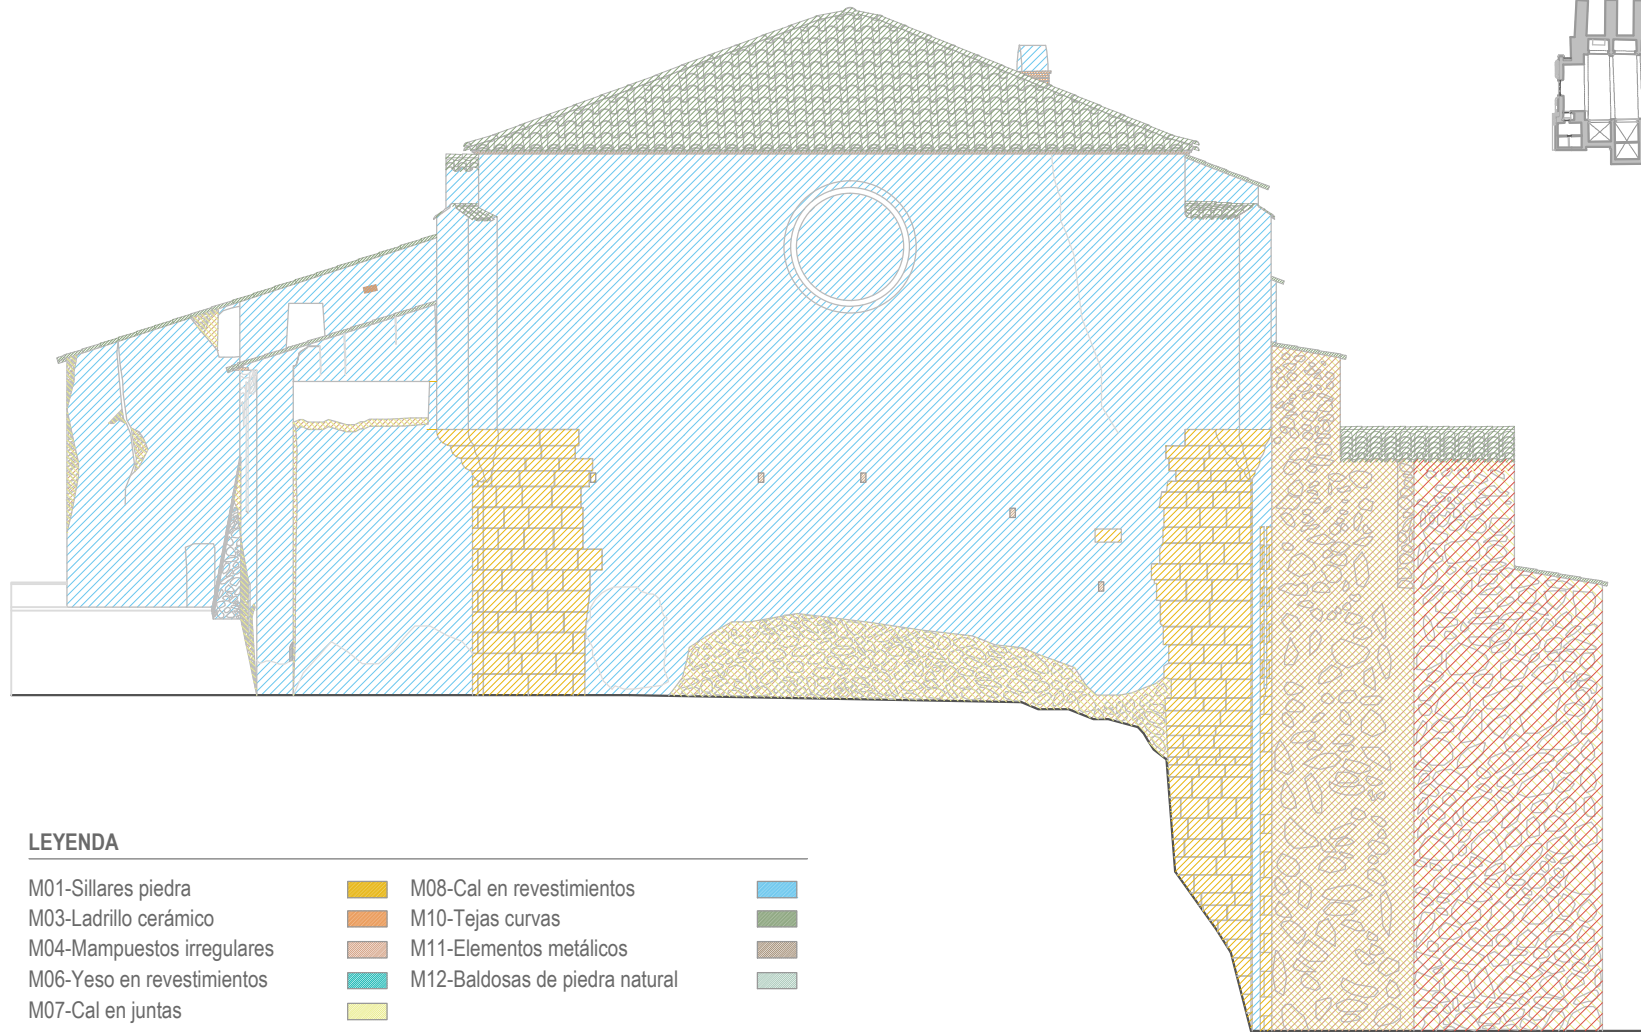 LEYENDA
M01-Sillares piedra
M03-Ladrillo cerámico
M04-Mampuestos irregulares
M06-Yeso en revestimientos
M07-Cal en juntas
M08-Cal en revestimientos
M10-Tejas curvas
M11-Elementos metálicos
M12-Baldosas de piedra natural